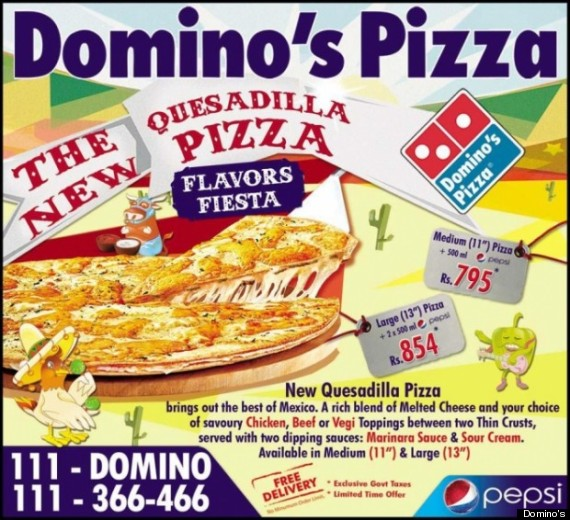 Domino's Pizza
THE NEW
QUESADILLA
PIZZA
FLAVORS
FIESTA
Domino's
Pizza
Medium (11") Pizza
+ 500 ml pepsi
Rs.795*
Large (13") Pizza
+ 2 x 500 ml pepsi
Rs.854*
New Quesadilla Pizza
brings out the best of Mexico. A rich blend of Melted Cheese and your choice
of savoury Chicken, Beef or Vegi Toppings between two Thin Crusts,
served with two dipping sauces: Marinara Sauce & Sour Cream.
Available in Medium (11") & Large (13")
111 - DOMINO
111 - 366-466
FREE
DELIVERY
No Minimum Order Limit
* Exclusive Govt Taxes
* Limited Time Offer
pepsi
Domino's